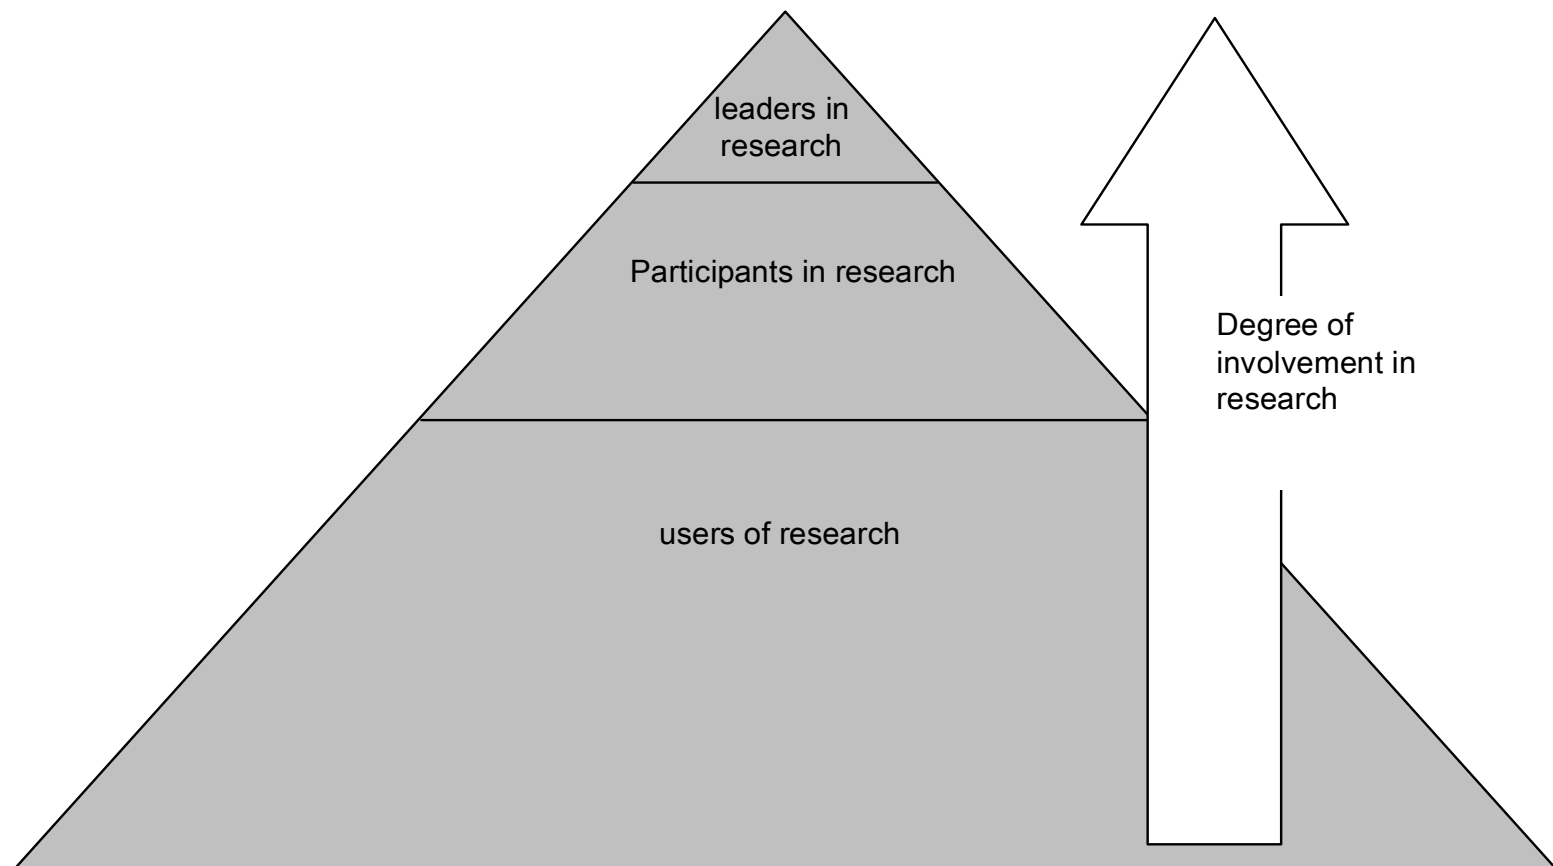 leaders in
research
Participants in research
Degree of
involvement in
research
users of research